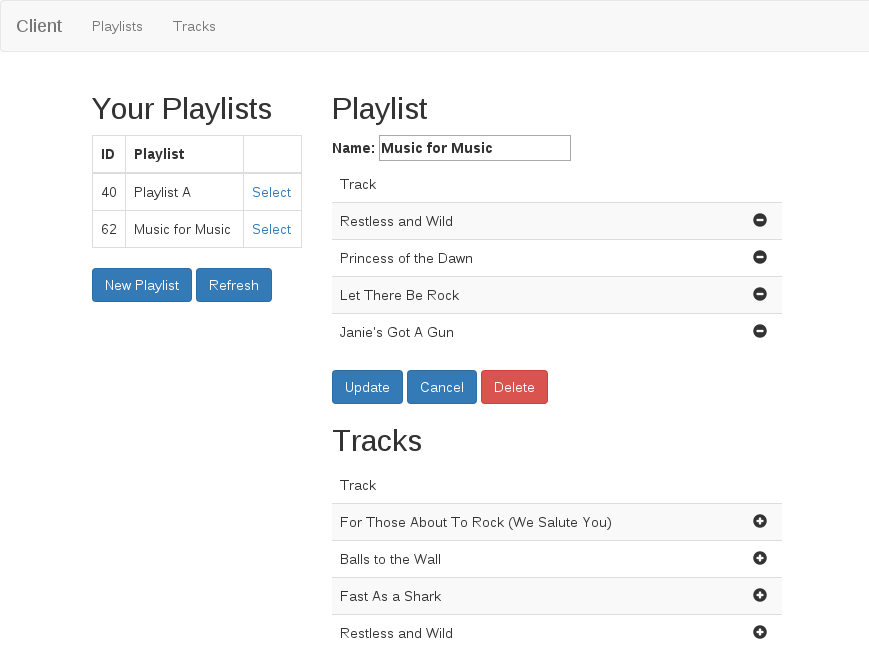 Client Playlists Tracks
Your Playlists
ID Playlist
40 Playlist A Select
62 Music for Music Select
New Playlist Refresh
Playlist
Name: Music for Music
Track
Restless and Wild
Princess of the Dawn
Let There Be Rock
Janie's Got A Gun
Update Cancel Delete
Tracks
Track
For Those About To Rock (We Salute You)
Balls to the Wall
Fast As a Shark
Restless and Wild